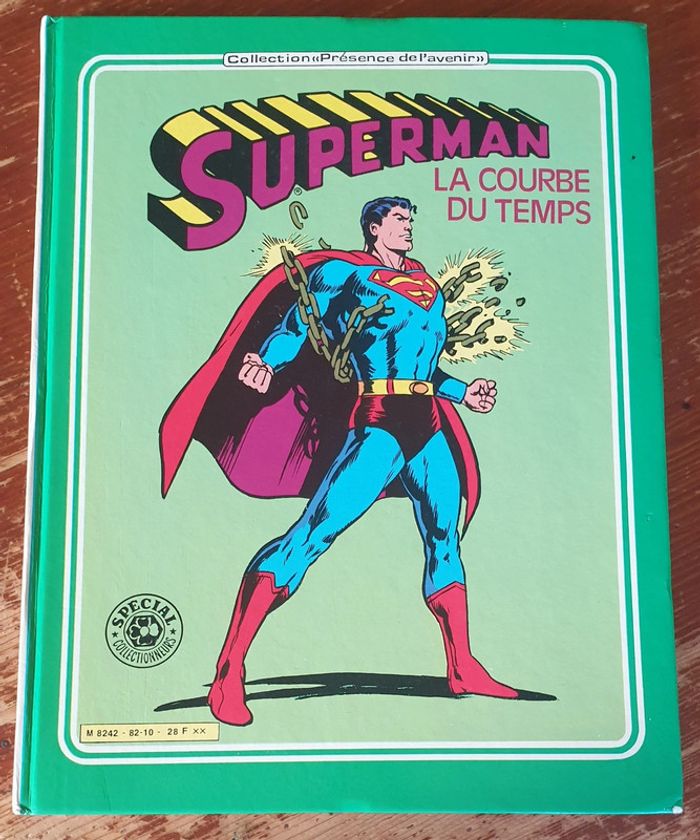 Collection «Présence de l'avenir»
SUPERMAN
®
LA COURBE
DU TEMPS
SPECIAL
COLLECTIONNEURS
M 8242 - 82-10 - 28 F XX